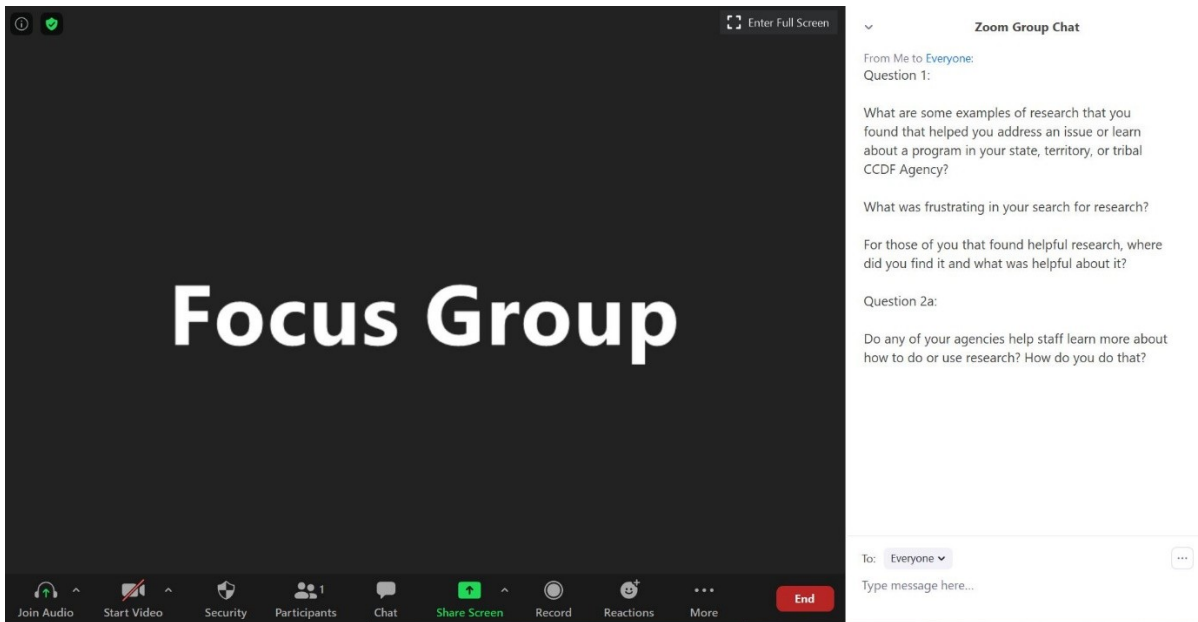 Enter Full Screen
Focus Group
Join Audio
Start Video
Security
Participants
1
Chat
Share Screen
Record
Reactions
More
End
Zoom Group Chat
From Me to Everyone:
Question 1:
What are some examples of research that you
found that helped you address an issue or learn
about a program in your state, territory, or tribal
CCDF Agency?
What was frustrating in your search for research?
For those of you that found helpful research, where
did you find it and what was helpful about it?
Question 2a:
Do any of your agencies help staff learn more about
how to do or use research? How do you do that?
To: Everyone
Type message here...